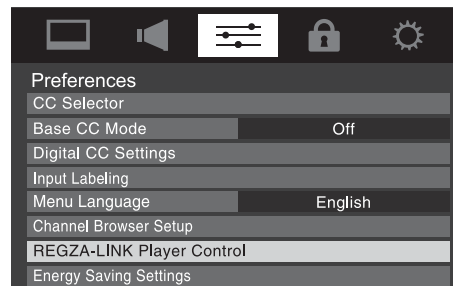 Preferences
CC Selector
Base CC Mode Off
Digital CC Settings
Input Labeling
Menu Language English
Channel Browser Setup
REGZA-LINK Player Control
Energy Saving Settings